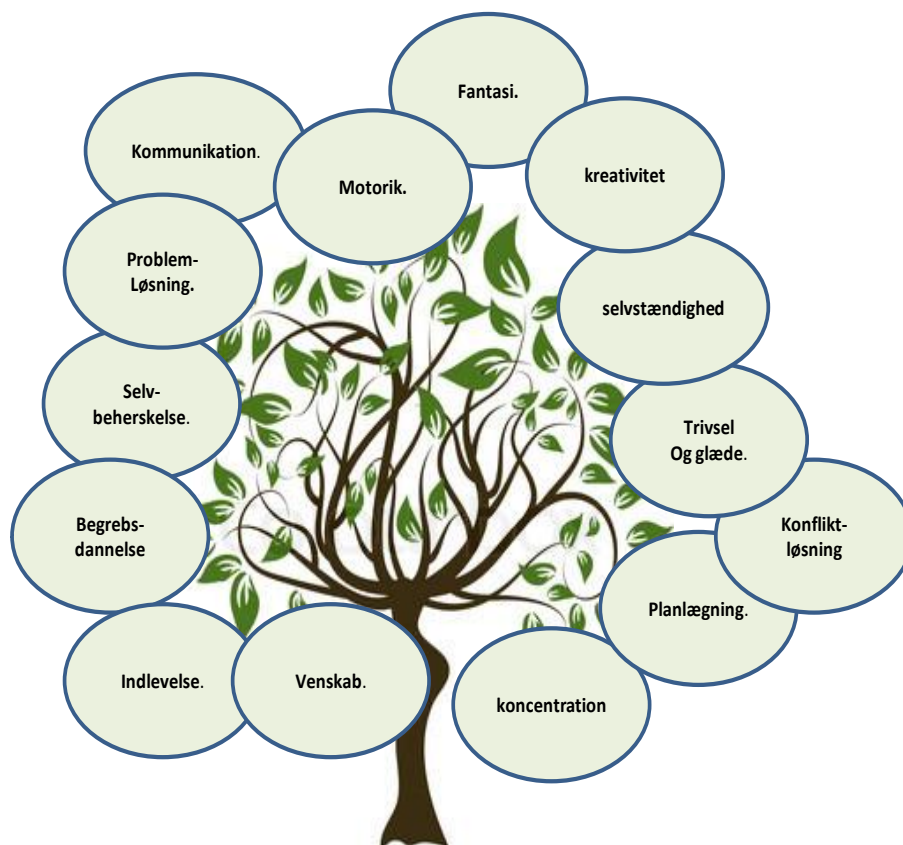 Fantasi.
Kommunikation.
Motorik.
kreativitet
Problem-
Løsning.
selvstændighed
Selv-
beherskelse.
Trivsel
Og glæde.
Begrebs-
dannelse
Konflikt-
løsning
Planlægning.
Indlevelse.
Venskab.
koncentration